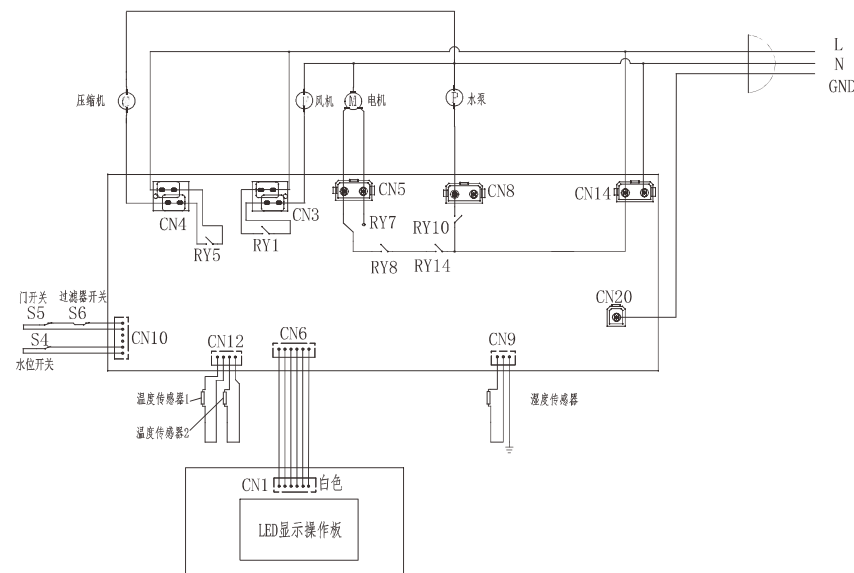 L
N
GND
压缩机
C
风机
电机
M
水泵
P
CN4
CN3
CN5
CN8
CN14
RY5
RY1
RY7
RY8
RY14
RY10
CN20
门开关
过滤器开关
S5
S6
S4
水位开关
CN10
CN12
CN6
CN9
温度传感器1
温度传感器2
湿度传感器
CN1
白色
LED显示操作板